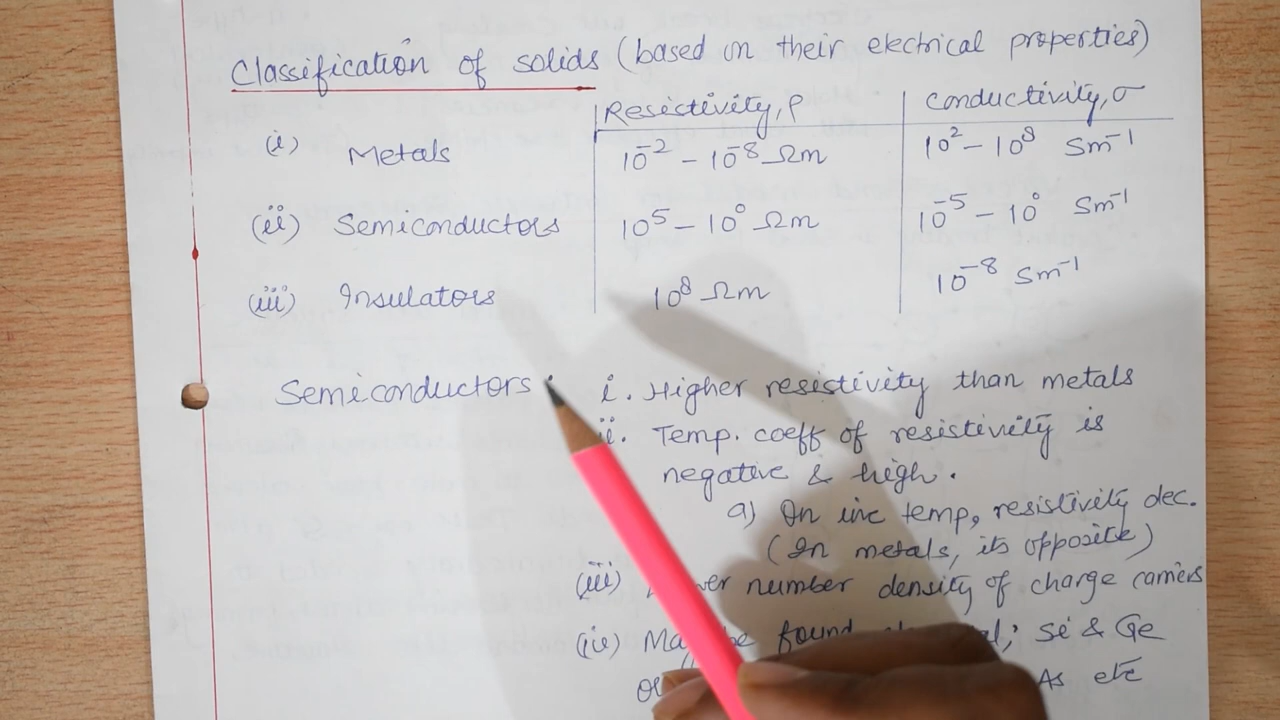 Classification of solids (based on their electrical properties)
Resistivity, ρ Conductivity, σ
(i) Metals 10⁻² – 10⁻⁸ Ωm 10² – 10⁸ Sm⁻¹
(ii) Semiconductors 10⁵ – 10⁰ Ωm 10⁻⁵ – 10⁰ Sm⁻¹
(iii) Insulators 10⁸ Ωm 10⁻⁸ Sm⁻¹
Semiconductors: i. Higher resistivity than metals
ii. Temp. coeff of resistivity is
negative & high.
a) On inc temp, resistivity dec.
(In metals, its opposite)
(iii) number density of charge carriers
(iv) be found Si & Ge
As etc